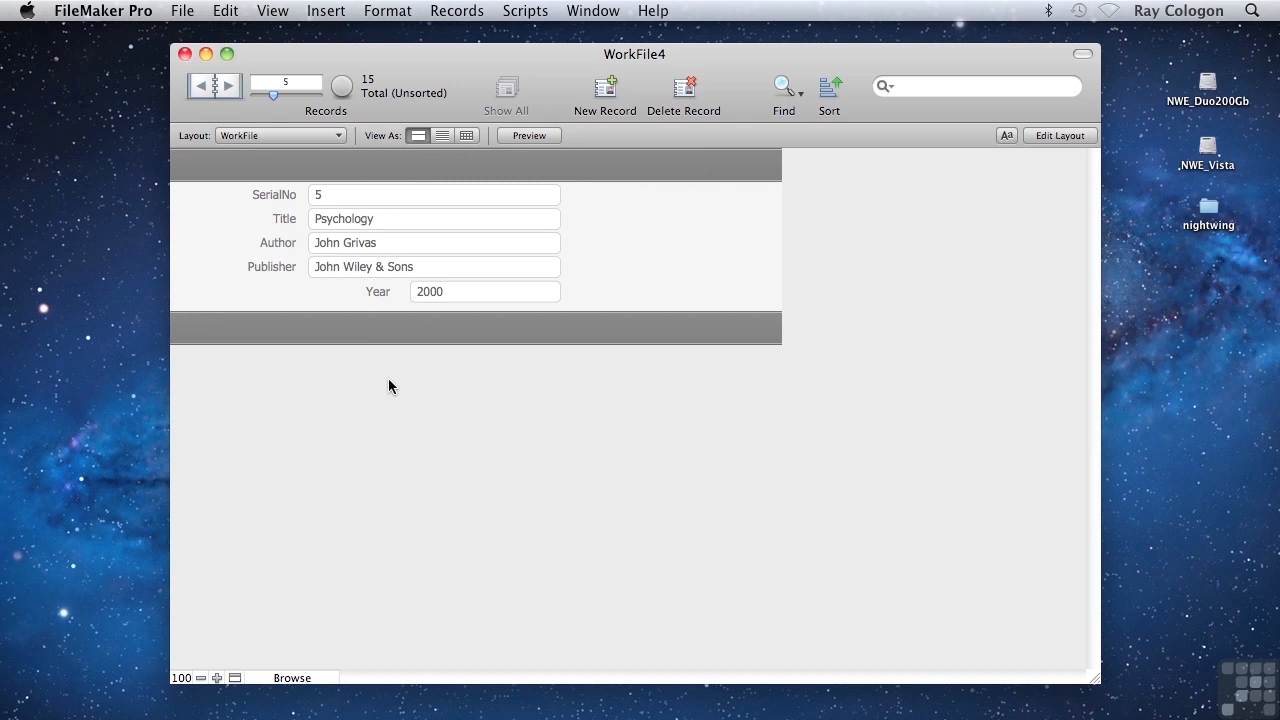 FileMaker Pro File Edit View Insert Format Records Scripts Window Help Ray Cologon
WorkFile4
5
15
Total (Unsorted)
Records
Show All
New Record
Delete Record
Find
Sort
Layout: WorkFile View As: Preview Aa Edit Layout
SerialNo 5
Title Psychology
Author John Grivas
Publisher John Wiley & Sons
Year 2000
100 Browse
NWE_Duo200Gb
NWE_Vista
nightwing